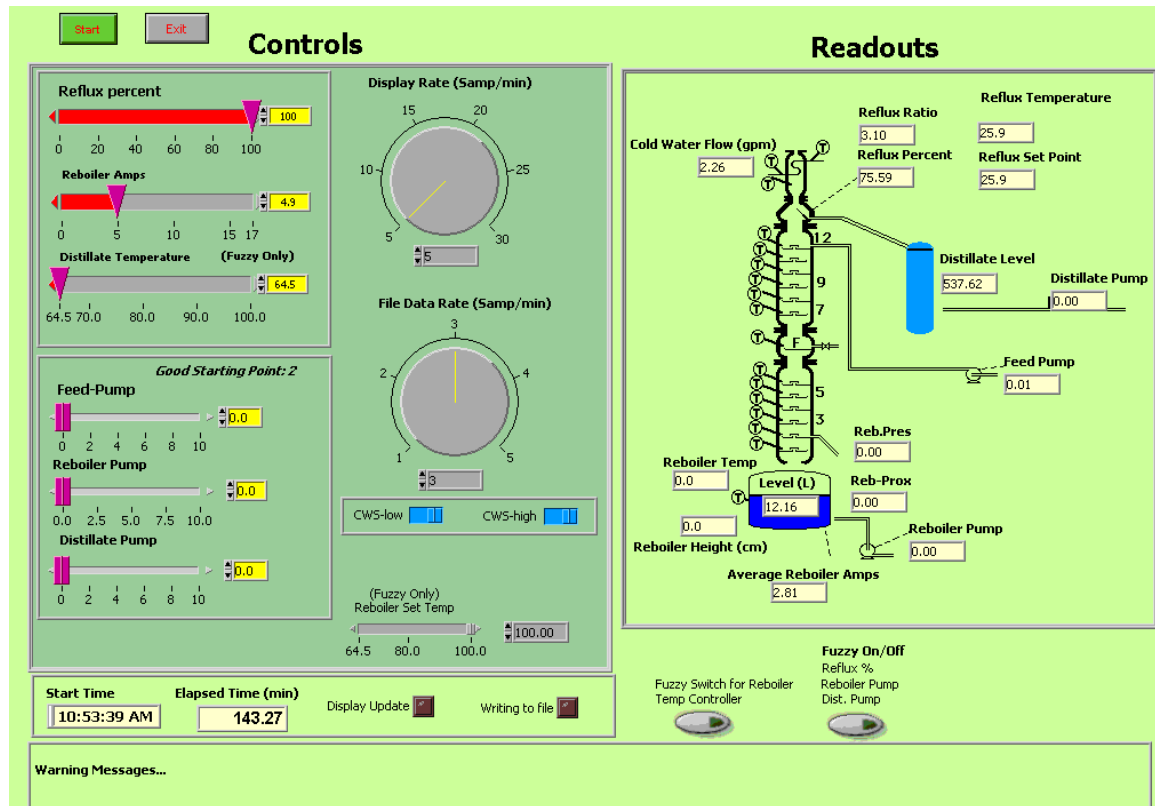 Start
Exit
Controls
Readouts
Reflux percent
100
0 20 40 60 80 100
Reboiler Amps
4.9
0 5 10 15 17
Distillate Temperature (Fuzzy Only)
64.5
64.5 70.0 80.0 90.0 100.0
Good Starting Point: 2
Feed-Pump
0.0
0 2 4 6 8 10
Reboiler Pump
0.0
0.0 2.5 5.0 7.5 10.0
Distillate Pump
0.0
0 2 4 6 8 10
Display Rate (Samp/min)
15 20
10 25
5 30
5
File Data Rate (Samp/min)
3
2 4
1 5
3
CWS-low CWS-high
(Fuzzy Only)
Reboiler Set Temp
100.00
64.5 80.0 100.0
Start Time
10:53:39 AM
Elapsed Time (min)
143.27
Display Update
Writing to file
Reflux Ratio
3.10
Reflux Temperature
25.9
Cold Water Flow (gpm)
2.26
Reflux Percent
75.59
Reflux Set Point
25.9
T
T
T
T
T
T
T
T
T
T
12
9
7
F
T
T
T
T
T
T
5
3
T
Distillate Level
537.62
Distillate Pump
0.00
Feed Pump
0.01
Reb.Pres
0.00
Reboiler Temp
0.0
Level (L)
12.16
Reb-Prox
0.00
0.0
Reboiler Height (cm)
Reboiler Pump
0.00
Average Reboiler Amps
2.81
Fuzzy Switch for Reboiler
Temp Controller
Fuzzy On/Off
Reflux %
Reboiler Pump
Dist. Pump
Warning Messages...